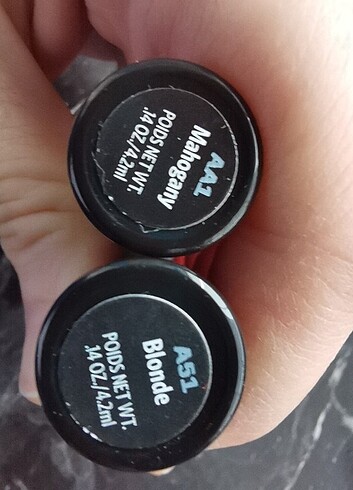 AA1
Mahogany
POIDS NET WT.
.14 OZ./4.2ml
A51
Blonde
POIDS NET WT.
.14 OZ./4.2ml